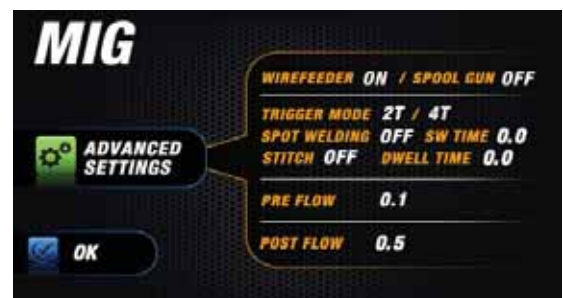 MIG
WIREFEEDER ON / SPOOL GUN OFF
TRIGGER MODE 2T / 4T
SPOT WELDING OFF SW TIME 0.0
STITCH OFF DWELL TIME 0.0
ADVANCED
SETTINGS
PRE FLOW 0.1
POST FLOW 0.5
OK